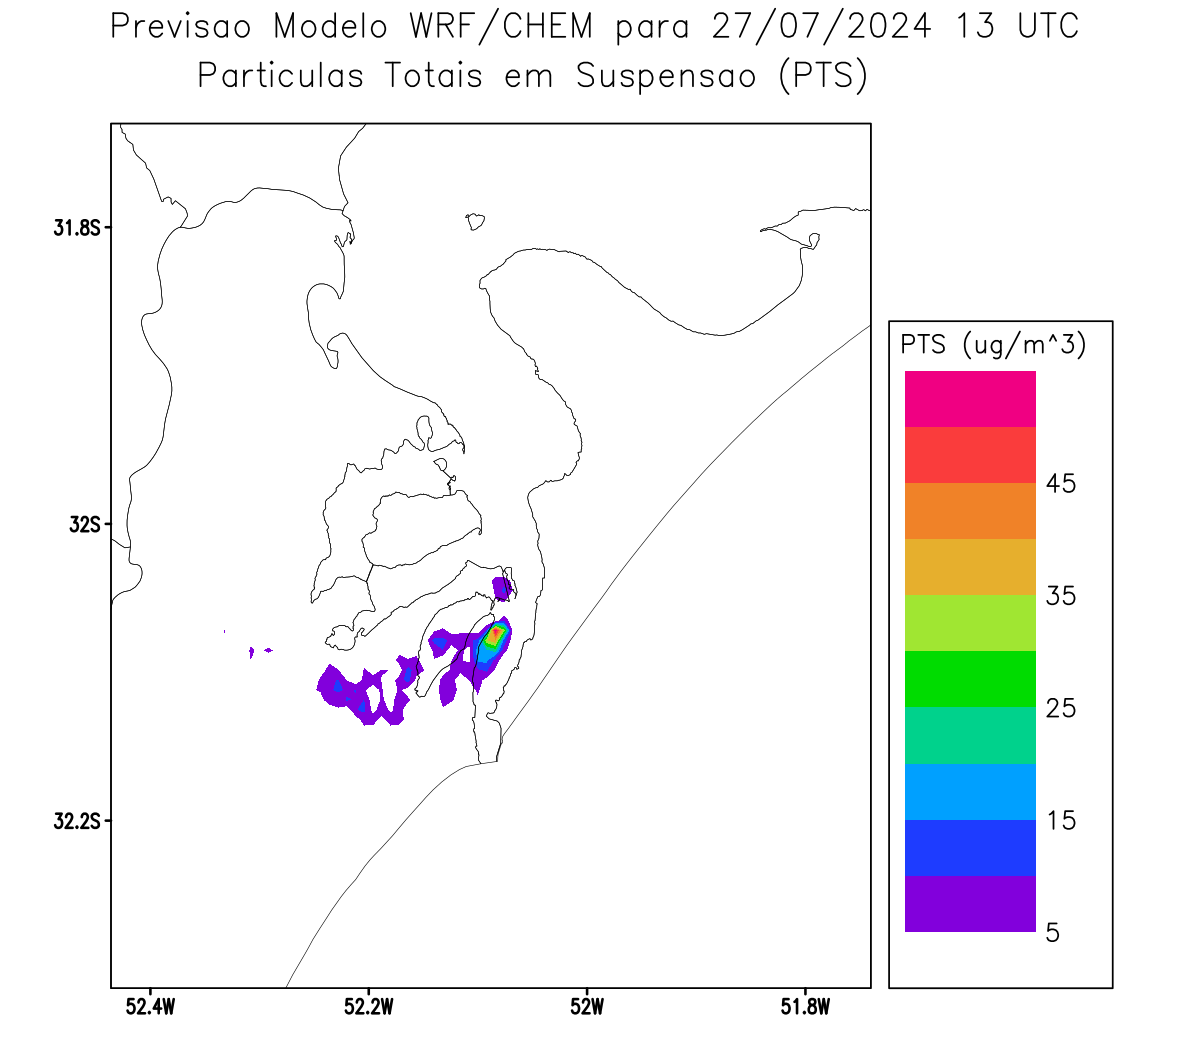 Previsao Modelo WRF/CHEM para 27/07/2024 13 UTC
Particulas Totais em Suspensao (PTS)
31.8S
32S
32.2S
52.4W
52.2W
52W
51.8W
PTS (ug/m^3)
45
35
25
15
5